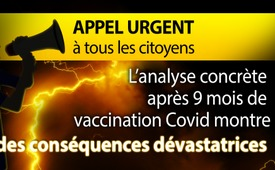 APPEL URGENT
à tous les citoyens
L'analyse concrète
après 9 mois de
vaccination Covid montre
des conséquences dévastatrices